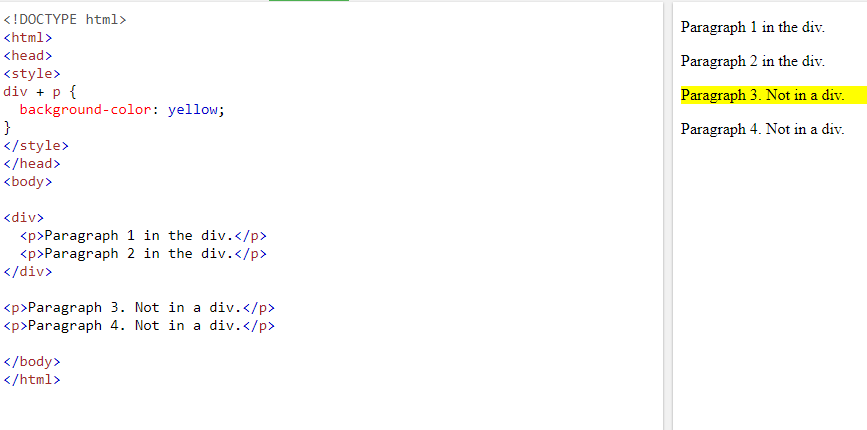 <!DOCTYPE html>
<html>
<head>
<style>
div + p {
  background-color: yellow;
}
</style>
</head>
<body>

<div>
  <p>Paragraph 1 in the div.</p>
  <p>Paragraph 2 in the div.</p>
</div>

<p>Paragraph 3. Not in a div.</p>
<p>Paragraph 4. Not in a div.</p>

</body>
</html>

Paragraph 1 in the div.
Paragraph 2 in the div.
Paragraph 3. Not in a div.
Paragraph 4. Not in a div.